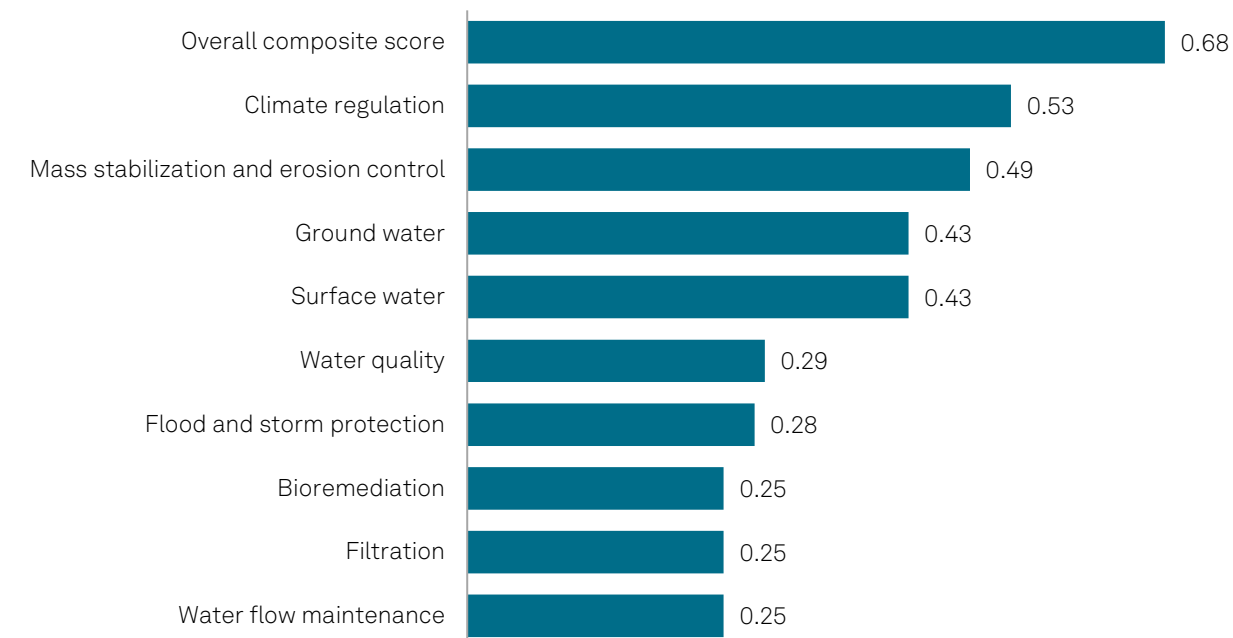 Overall composite score 0.68
Climate regulation 0.53
Mass stabilization and erosion control 0.49
Ground water 0.43
Surface water 0.43
Water quality 0.29
Flood and storm protection 0.28
Bioremediation 0.25
Filtration 0.25
Water flow maintenance 0.25